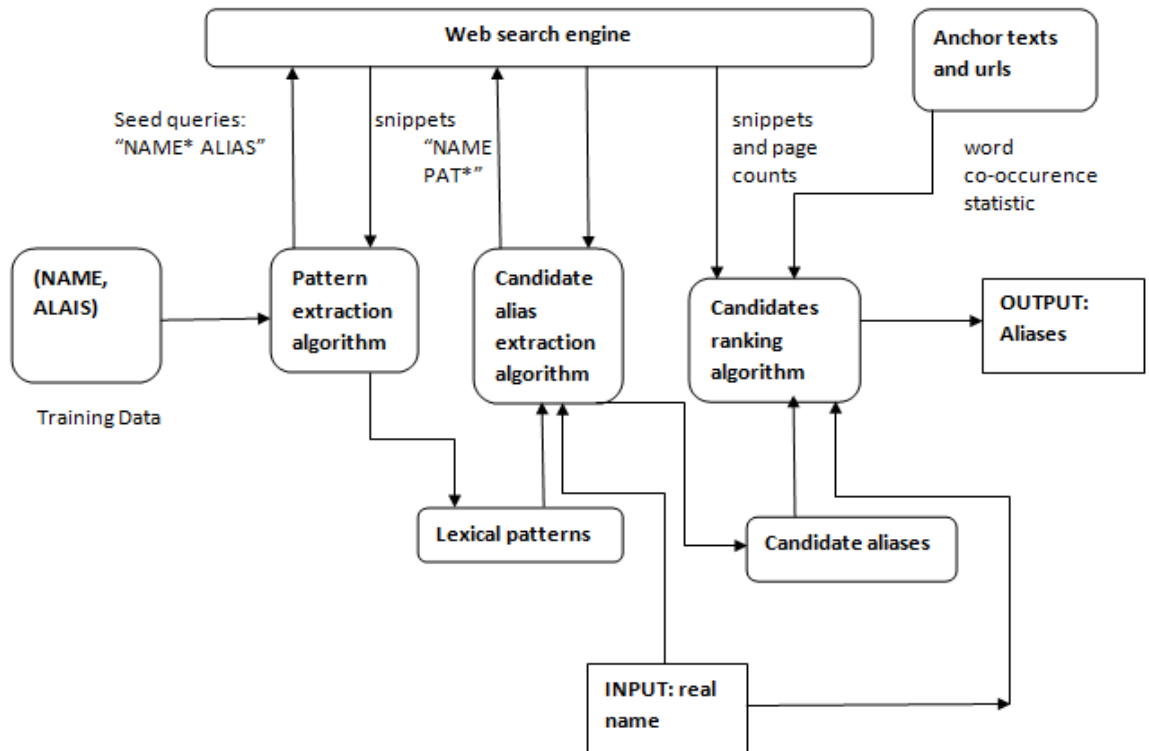 Web search engine
Anchor texts
and urls
Seed queries:
“NAME* ALIAS”
snippets
“NAME
PAT*”
snippets
and page
counts
word
co-occurence
statistic
(NAME,
ALAIS)
Pattern
extraction
algorithm
Candidate
alias
extraction
algorithm
Candidates
ranking
algorithm
OUTPUT:
Aliases
Training Data
Lexical patterns
Candidate aliases
INPUT: real
name